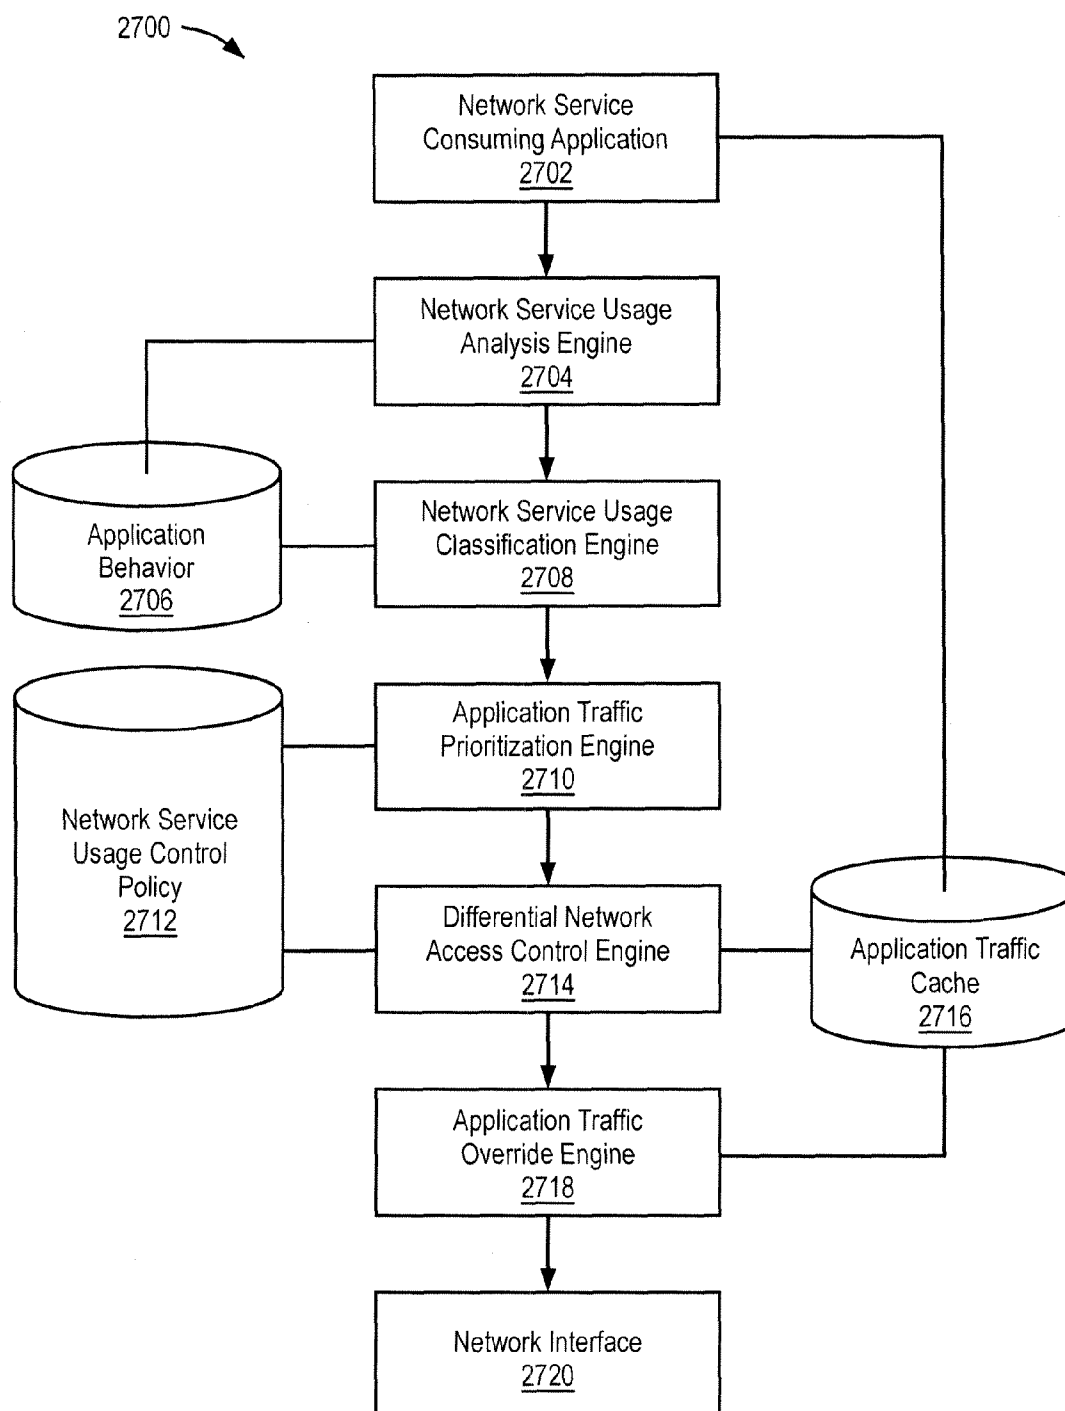 2700
Network Service
Consuming Application
2702
Network Service Usage
Analysis Engine
2704
Application
Behavior
2706
Network Service Usage
Classification Engine
2708
Application Traffic
Prioritization Engine
2710
Network Service
Usage Control
Policy
2712
Differential Network
Access Control Engine
2714
Application Traffic
Cache
2716
Application Traffic
Override Engine
2718
Network Interface
2720